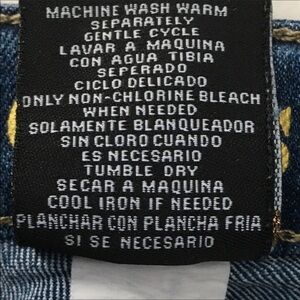 MACHINE WASH WARM
SEPARATELY
GENTLE CYCLE
LAVAR A MAQUINA
CON AGUA TIBIA
SEPERADO
CICLO DELICADO
ONLY NON-CHLORINE BLEACH
WHEN NEEDED
SOLAMENTE BLANQUEADOR
SIN CLORO CUANDO
ES NECESARIO
TUMBLE DRY
SECAR A MAQUINA
COOL IRON IF NEEDED
PLANCHAR CON PLANCHA FRIA
SI SE NECESARIO